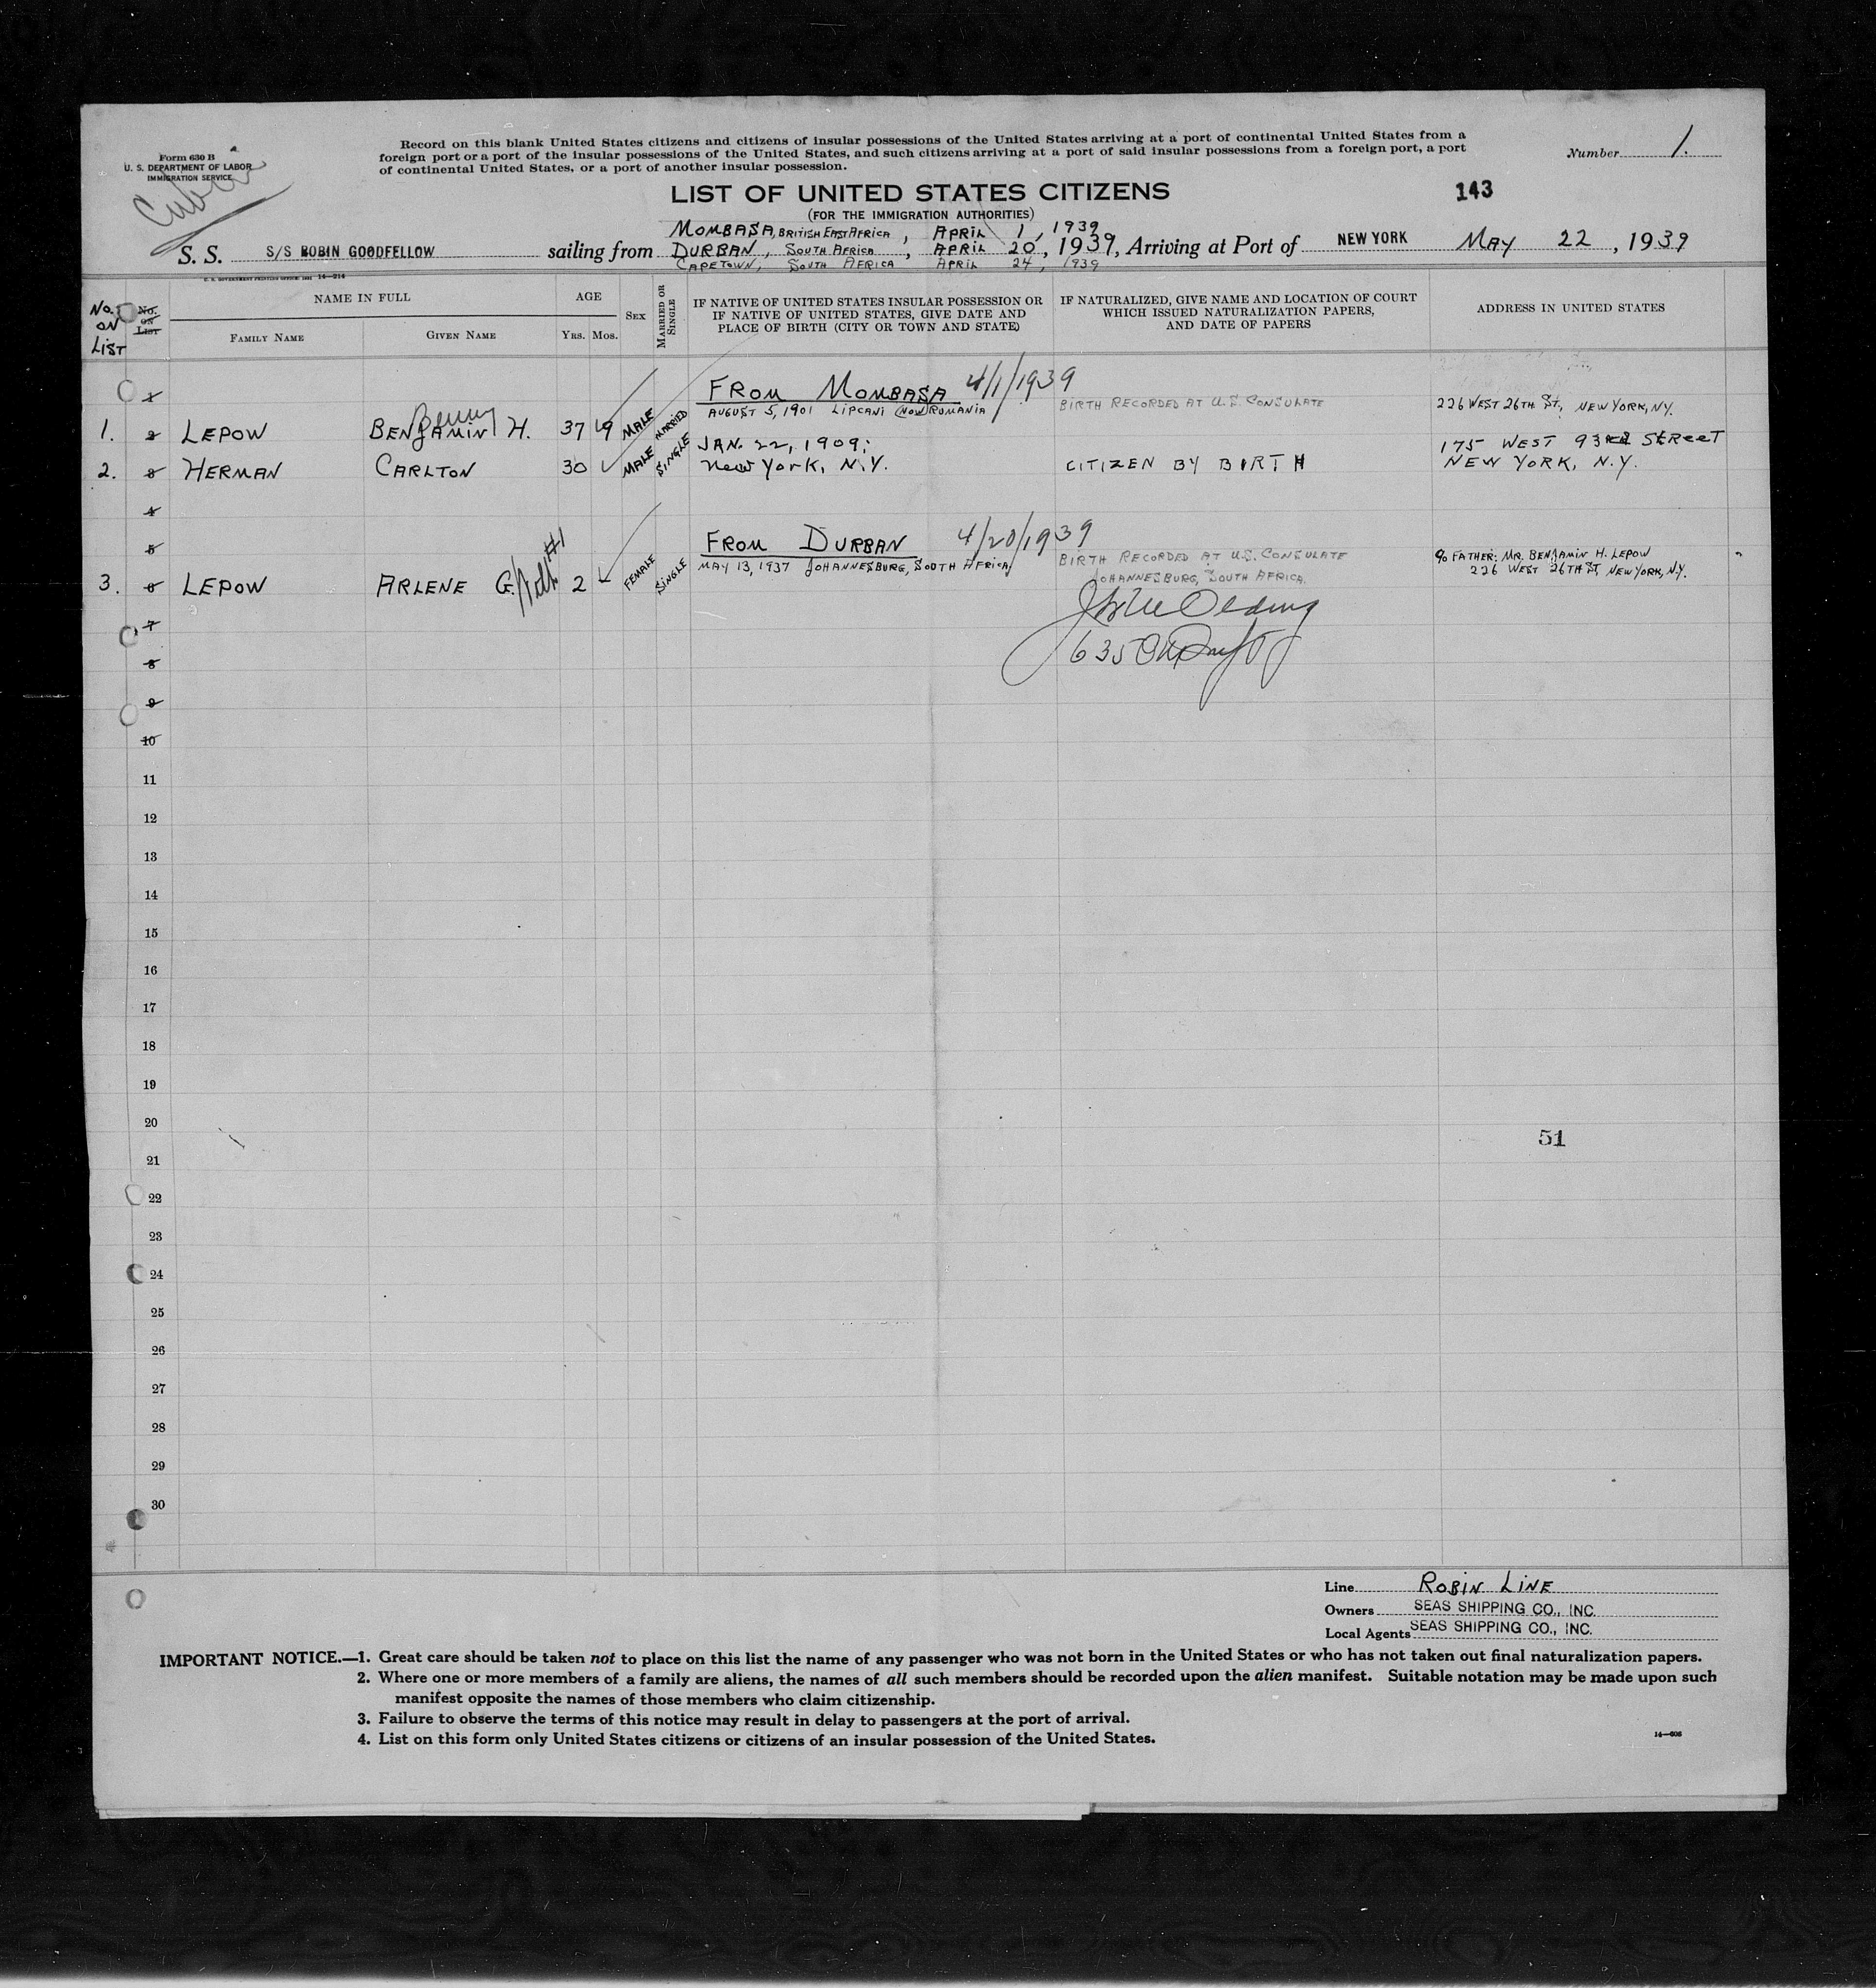 Record on this blank United States citizens and citizens of insular possessions of the United States arriving at a port of continental United States from a
foreign port or a port of the insular possessions of the United States, and such citizens arriving at a port of said insular possessions from a foreign port, a port
of continental United States, or a port of another insular possession.
Form 630 B
U. S. DEPARTMENT OF LABOR
IMMIGRATION SERVICE
Number 1.
LIST OF UNITED STATES CITIZENS
143
(FOR THE IMMIGRATION AUTHORITIES)
MOMBASA, BRITISH EAST AFRICA, APRIL 1, 1939
S. S. S/S ROBIN GOODFELLOW sailing from DURBAN, SOUTH AFRICA, APRIL 20, 1939, Arriving at Port of NEW YORK MAY 22, 1939
CAPETOWN, SOUTH AFRICA APRIL 24, 1939
No. ON LIST
No. ON LIST
NAME IN FULL
FAMILY NAME
GIVEN NAME
AGE
YRS. MOS.
SEX
MARRIED OR SINGLE
IF NATIVE OF UNITED STATES INSULAR POSSESSION OR
IF NATIVE OF UNITED STATES, GIVE DATE AND
PLACE OF BIRTH (CITY OR TOWN AND STATE)
IF NATURALIZED, GIVE NAME AND LOCATION OF COURT
WHICH ISSUED NATURALIZATION PAPERS,
AND DATE OF PAPERS
ADDRESS IN UNITED STATES
1
FROM MOMBASA 4/1/1939
Benny
1. 2 LEPOW BENJAMIN H. 37 9 MALE MARRIED AUGUST 5, 1901 LIPCANI (NOW) RUMANIA BIRTH RECORDED AT U.S. CONSULATE 226 WEST 26TH ST, NEW YORK, N.Y.
2. 3 HERMAN CARLTON 30 MALE SINGLE JAN. 22, 1909; New York, N.Y. CITIZEN BY BIRTH 175 WEST 93rd STREET NEW YORK, N.Y.
4
5
FROM DURBAN 4/20/1939
3. 6 LEPOW ARLENE G. #1 2 FEMALE SINGLE MAY 13, 1937 JOHANNESBURG, SOUTH AFRICA BIRTH RECORDED AT U.S. CONSULATE JOHANNESBURG, SOUTH AFRICA. c/o FATHER: MR. BENJAMIN H. LEPOW 226 WEST 26TH ST, NEW YORK, N.Y.
7
8
9
10
11
12
13
14
15
16
17
18
19
20
51
21
22
23
24
25
26
27
28
29
30
Line ROBIN LINE
Owners SEAS SHIPPING CO., INC.
Local Agents SEAS SHIPPING CO., INC.
IMPORTANT NOTICE.—1. Great care should be taken not to place on this list the name of any passenger who was not born in the United States or who has not taken out final naturalization papers.
2. Where one or more members of a family are aliens, the names of all such members should be recorded upon the alien manifest. Suitable notation may be made upon such
manifest opposite the names of those members who claim citizenship.
3. Failure to observe the terms of this notice may result in delay to passengers at the port of arrival.
4. List on this form only United States citizens or citizens of an insular possession of the United States.